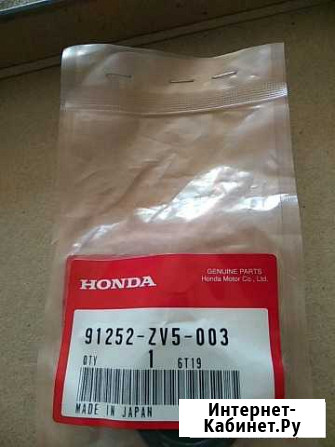 HONDA
GENUINE PARTS
Honda Motor Co., Ltd.
91252-ZV5-003
QTY 1 6T19
MADE IN JAPAN
Интернет-
Кабинет.Ру